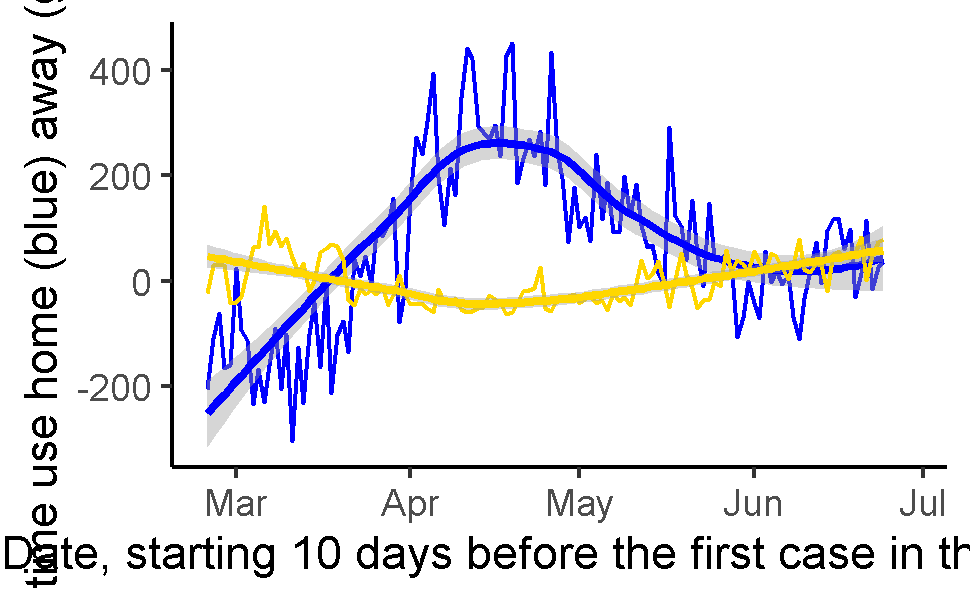 time use home (blue) away (
400
200
0
-200
Mar Apr May Jun Jul
Date, starting 10 days before the first case in th